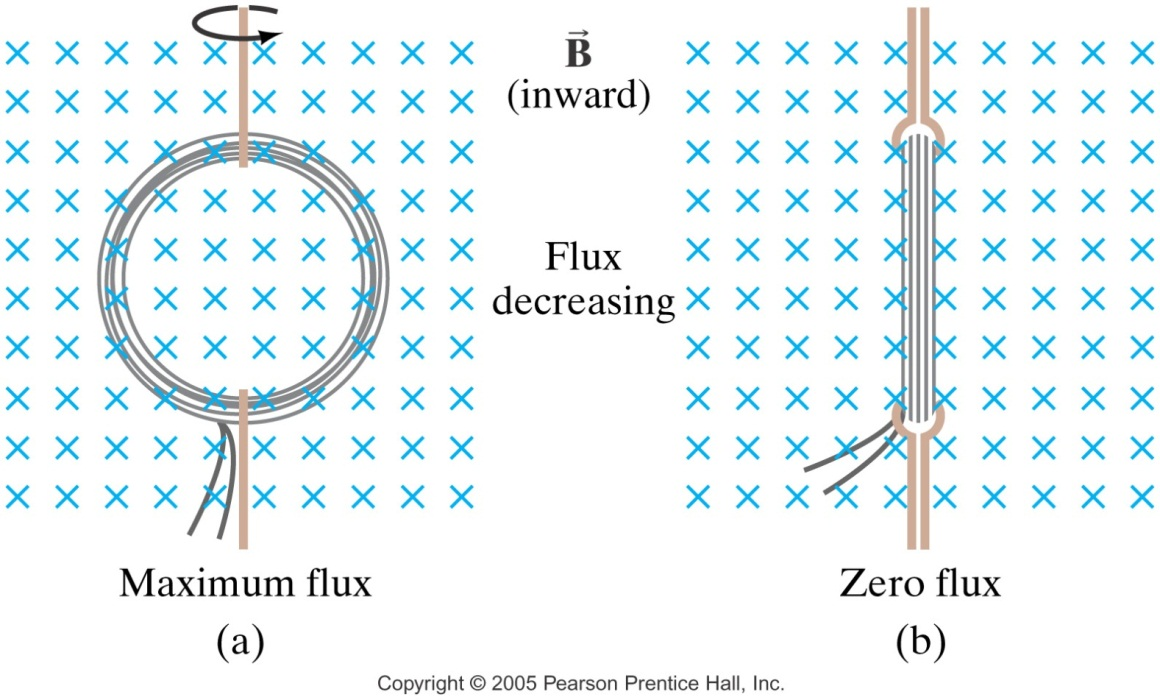 B
(inward)
Flux
decreasing
Maximum flux
Zero flux
(a)
(b)
Copyright © 2005 Pearson Prentice Hall, Inc.